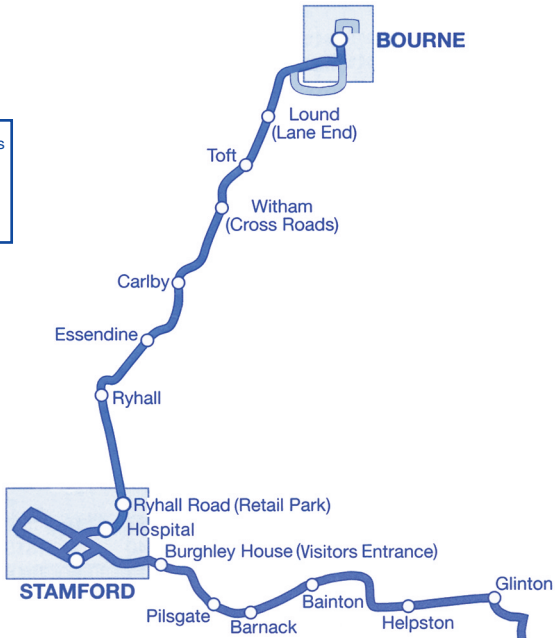 BOURNE
Lound
(Lane End)
s
Toft
Witham
(Cross Roads)
Carlby
Essendine
Ryhall
Ryhall Road (Retail Park)
Hospital
Burghley House (Visitors Entrance)
STAMFORD
Pilsgate
Barnack
Bainton
Helpston
Glinton